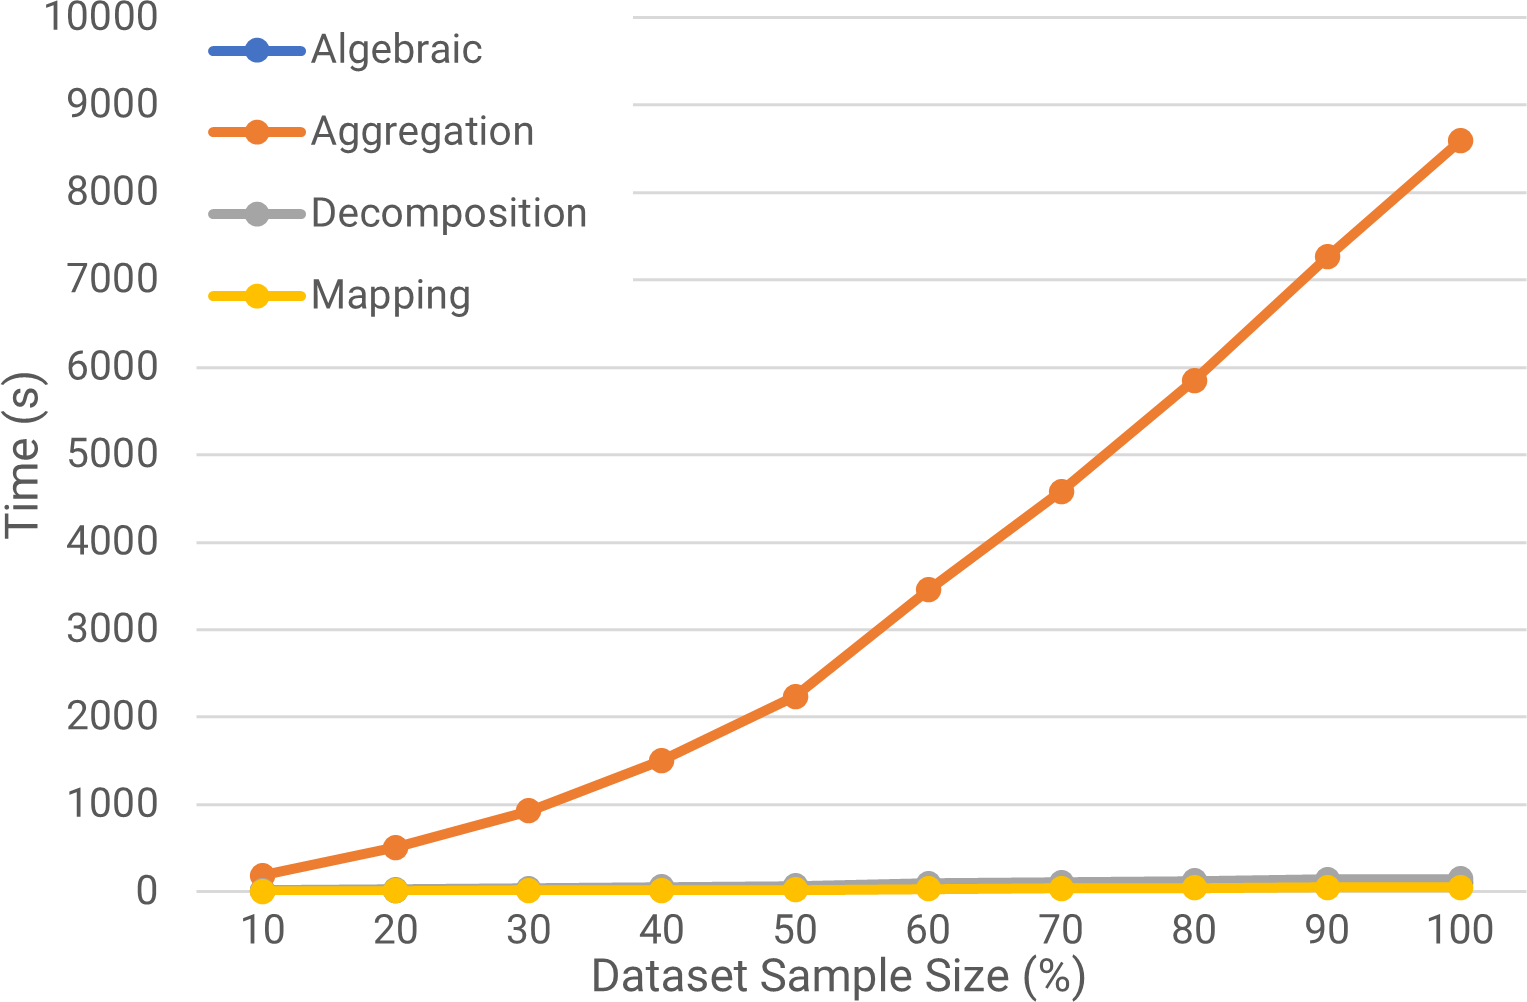 10000
9000
8000
7000
6000
5000
4000
3000
2000
1000
0
Time (s)
Algebraic
Aggregation
Decomposition
Mapping
10 20 30 40 50 60 70 80 90 100
Dataset Sample Size (%)